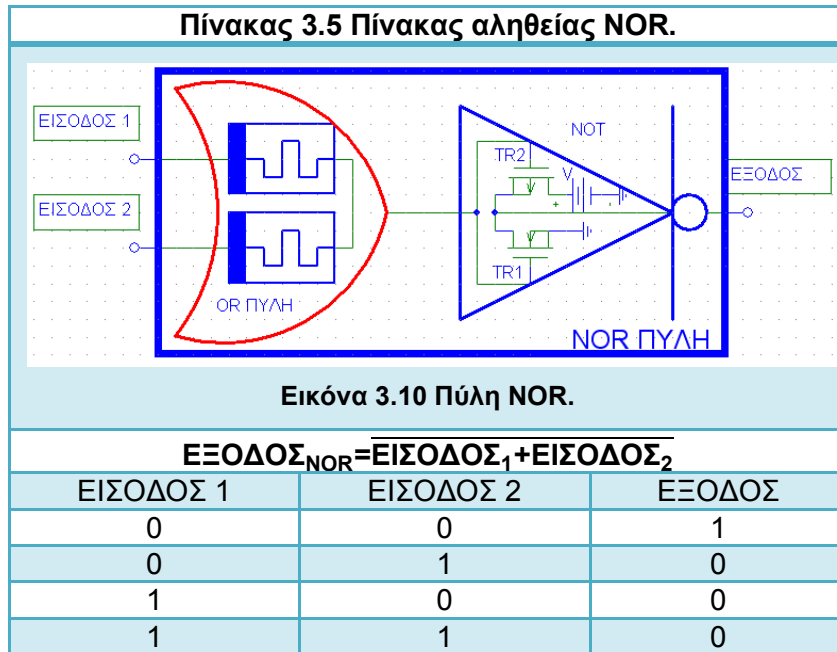 Πίνακας 3.5 Πίνακας αληθείας NOR.
ΕΙΣΟΔΟΣ 1
ΕΙΣΟΔΟΣ 2
OR ΠΥΛΗ
NOT
TR2
V
+
-
TR1
ΕΞΟΔΟΣ
NOR ΠΥΛΗ
Εικόνα 3.10 Πύλη NOR.
ΕΞΟΔΟΣNOR=ΕΙΣΟΔΟΣ1+ΕΙΣΟΔΟΣ2
ΕΙΣΟΔΟΣ 1 ΕΙΣΟΔΟΣ 2 ΕΞΟΔΟΣ
0 0 1
0 1 0
1 0 0
1 1 0